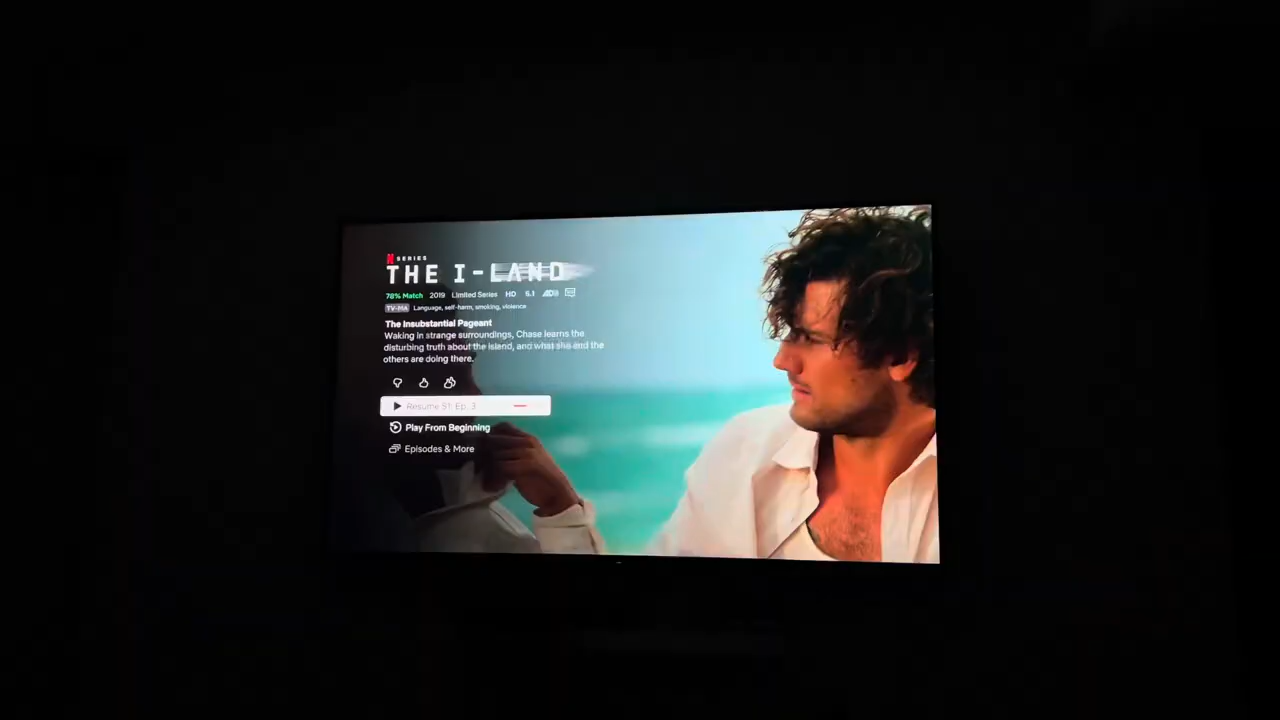 N SERIES
THE I-LAND
78% Match 2019 Limited Series HD 5.1 AD
TV-MA Language, self-harm, smoking, violence
The Insubstantial Pageant
Waking in strange surroundings, Chase learns the
disturbing truth about the island, and what she and the
others are doing there.
Resume S1: Ep. 3
Play From Beginning
Episodes & More